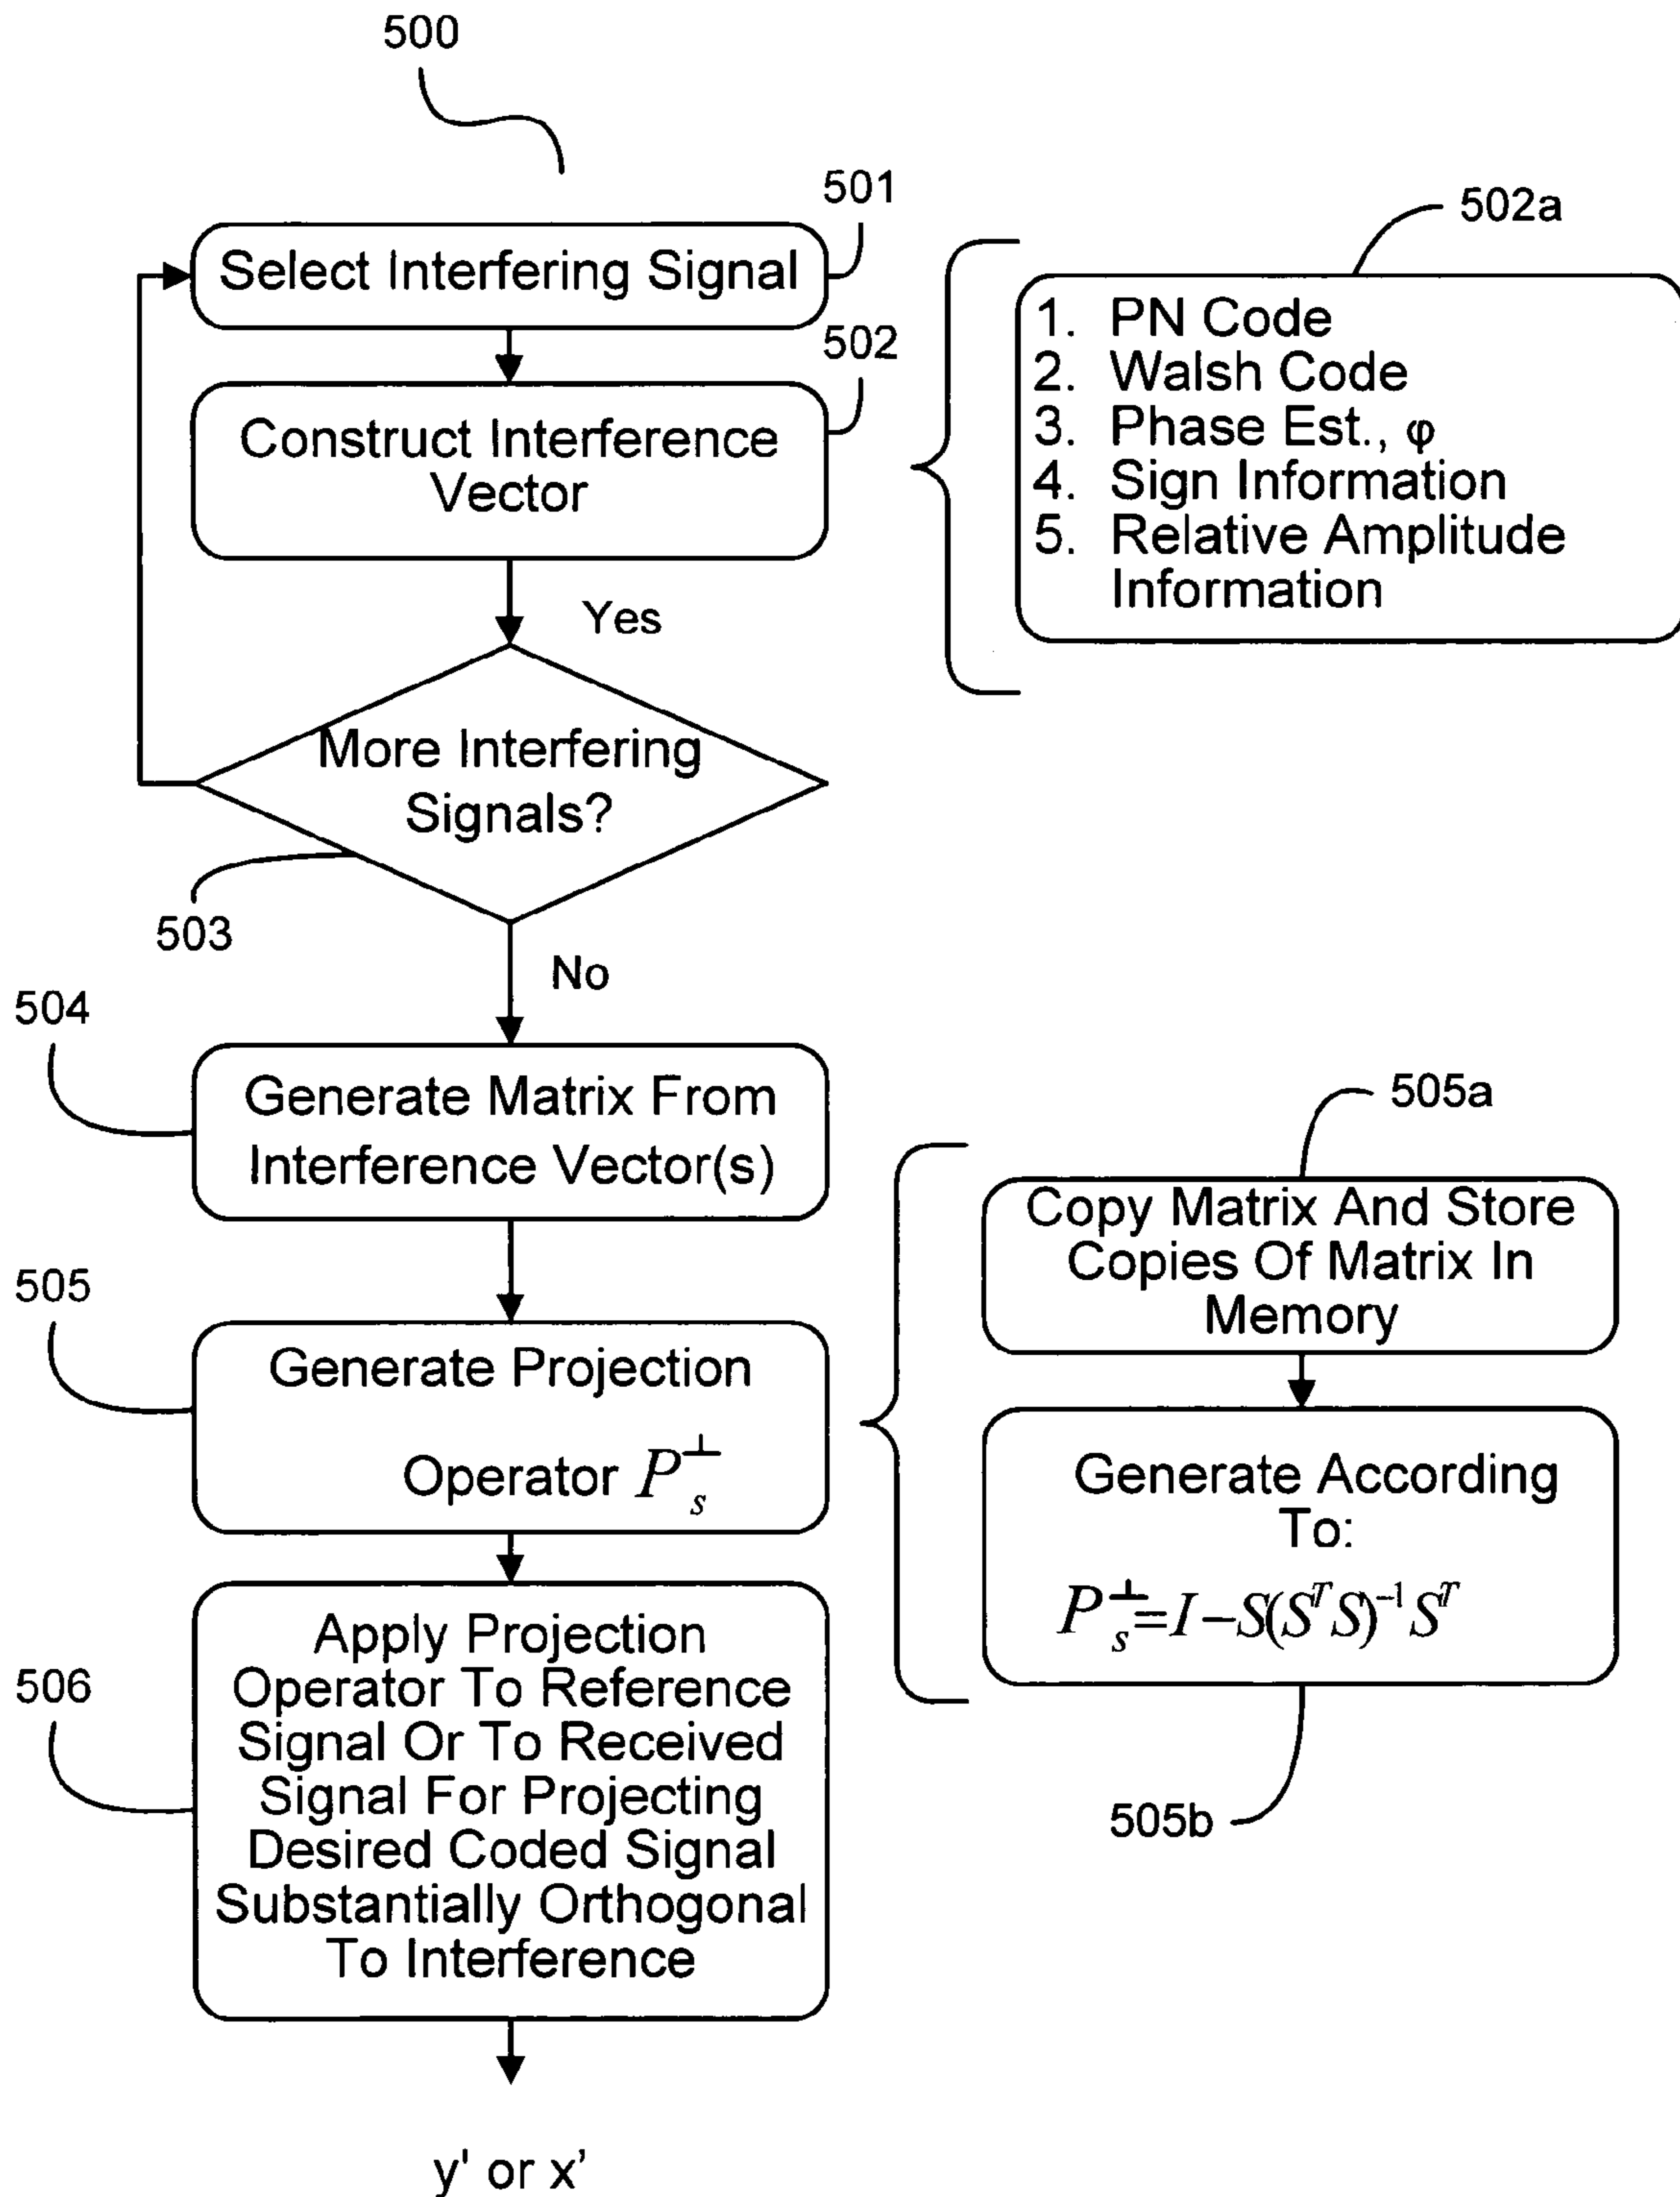 500
501
Select Interfering Signal
502
Construct Interference
Vector
502a
1. PN Code
2. Walsh Code
3. Phase Est., φ
4. Sign Information
5. Relative Amplitude
Information
Yes
More Interfering
Signals?
503
No
504
Generate Matrix From
Interference Vector(s)
505
Generate Projection
Operator P_s^⊥
505a
Copy Matrix And Store
Copies Of Matrix In
Memory
Generate According
To:
P_s^⊥=I-S(S^T S)^-1 S^T
505b
506
Apply Projection
Operator To Reference
Signal Or To Received
Signal For Projecting
Desired Coded Signal
Substantially Orthogonal
To Interference
y' or x'